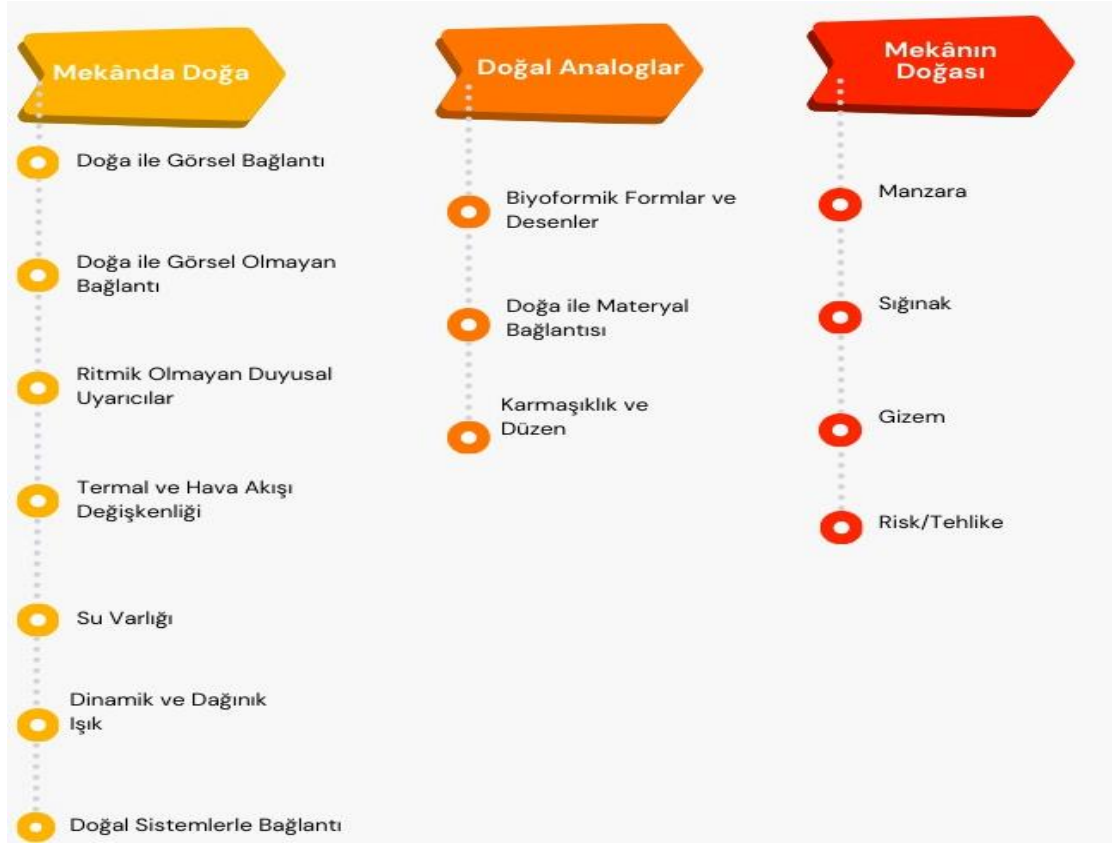 Mekânda Doğa
Doğa ile Görsel Bağlantı
Doğa ile Görsel Olmayan
Bağlantı
Ritmik Olmayan Duyusal
Uyarıcılar
Termal ve Hava Akışı
Değişkenliği
Su Varlığı
Dinamik ve Dağınık
Işık
Doğal Sistemlerle Bağlantı
Doğal Analoglar
Biyoformik Formlar ve
Desenler
Doğa ile Materyal
Bağlantısı
Karmaşıklık ve
Düzen
Mekânın
Doğası
Manzara
Sığınak
Gizem
Risk/Tehlike